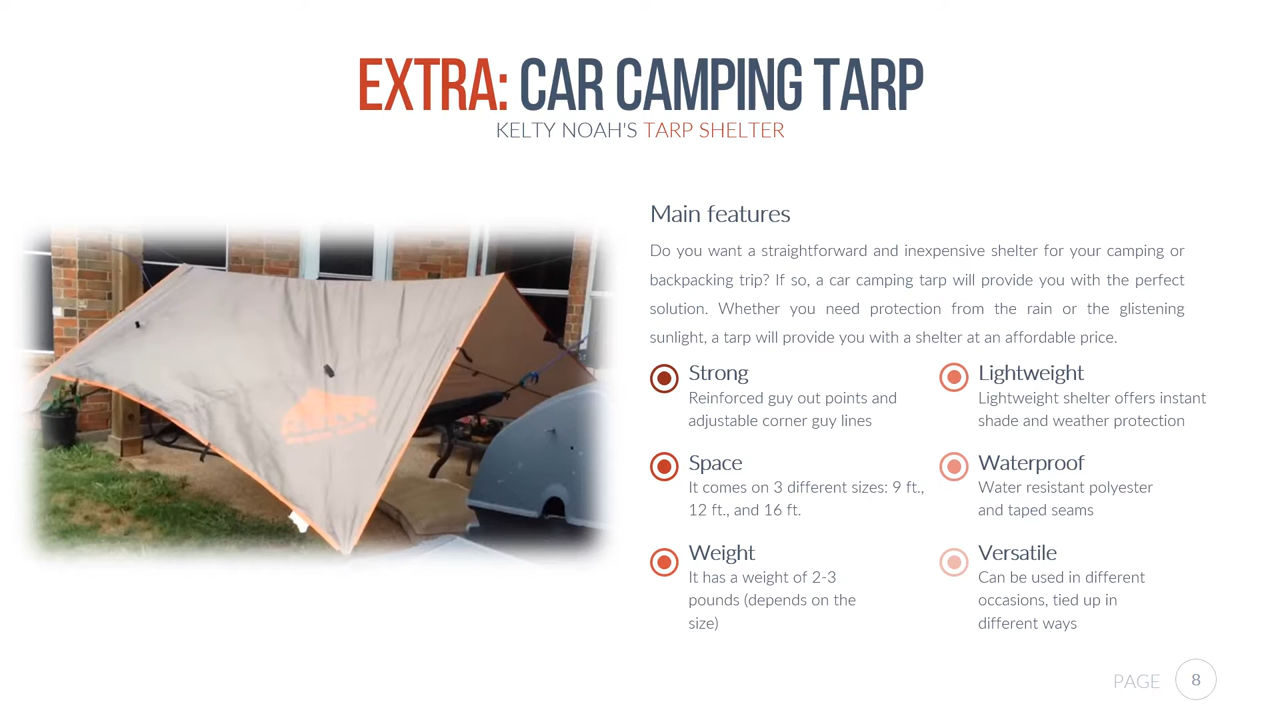 EXTRA: CAR CAMPING TARP
KELTY NOAH'S TARP SHELTER
Main features
Do you want a straightforward and inexpensive shelter for your camping or
backpacking trip? If so, a car camping tarp will provide you with the perfect
solution. Whether you need protection from the rain or the glistening
sunlight, a tarp will provide you with a shelter at an affordable price.
Strong
Reinforced guy out points and
adjustable corner guy lines
Space
It comes on 3 different sizes: 9 ft.,
12 ft., and 16 ft.
Weight
It has a weight of 2-3
pounds (depends on the
size)
Lightweight
Lightweight shelter offers instant
shade and weather protection
Waterproof
Water resistant polyester
and taped seams
Versatile
Can be used in different
occasions, tied up in
different ways
PAGE 8